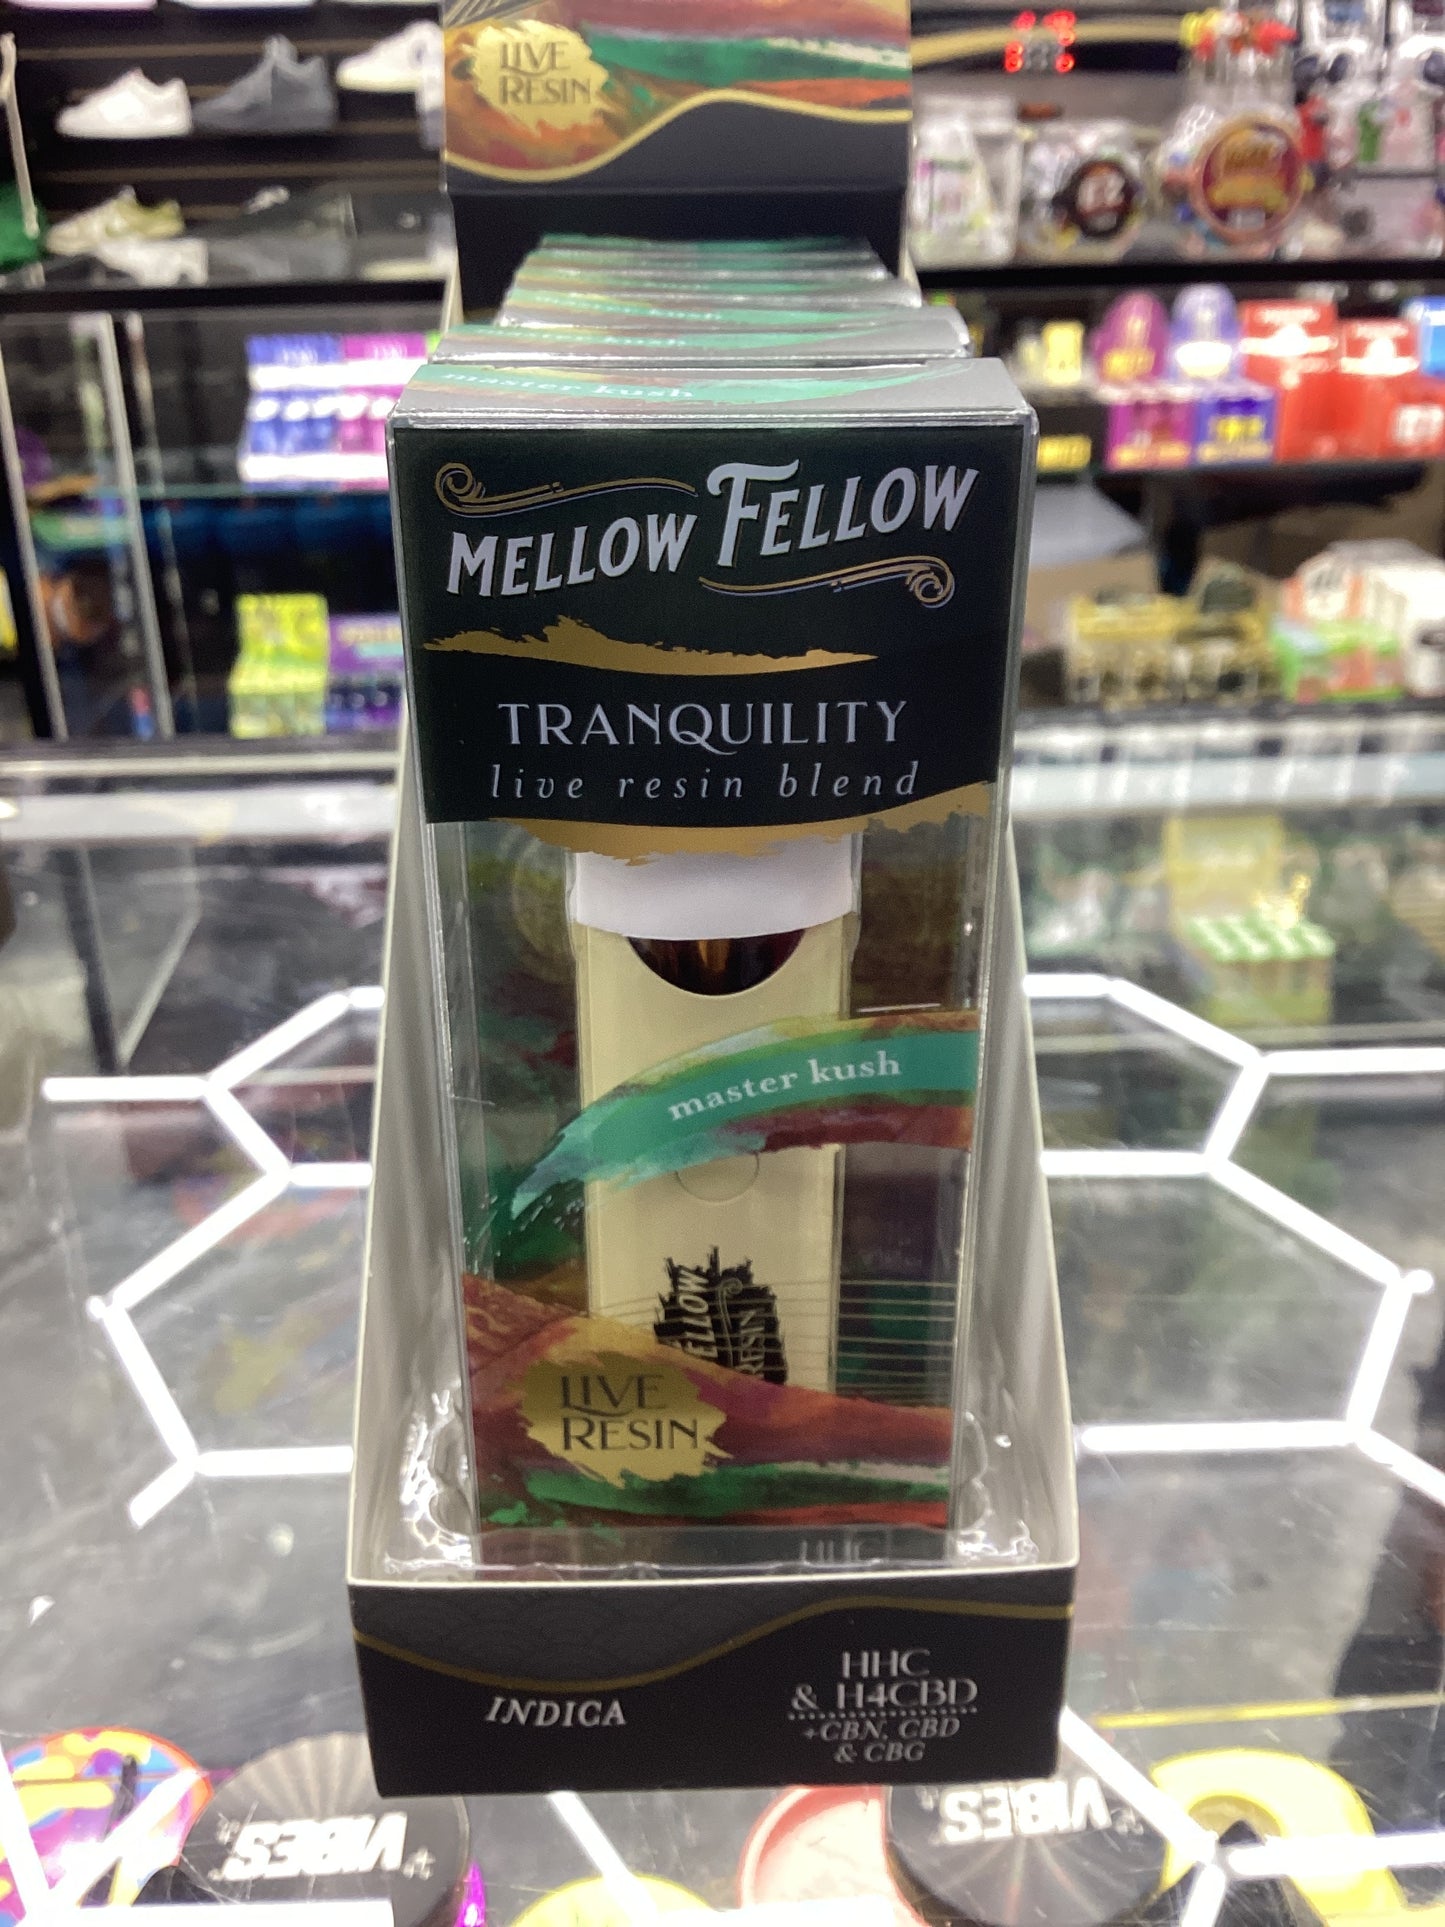 LIVE
RESIN
master kush
MELLOW FELLOW
TRANQUILITY
live resin blend
master kush
LIVE
RESIN
HHC
INDICA
HHC
& H4CBD
+CBN, CBD
& CBG
VIBES
VIBES